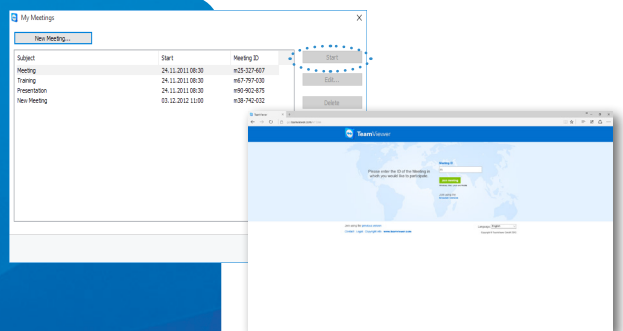 My Meetings
X
New Meeting...
Subject Start Meeting ID
Meeting 24.11.2011 08:30 m25-327-607
Training 24.11.2011 08:30 m67-797-030
Presentation 24.11.2011 08:30 m90-902-875
New Meeting 03.12.2012 11:00 m38-742-032
Start
Edit...
Delete
TeamViewer
Please enter the ID of the Meeting in
which you would like to participate.
Meeting ID
Join meeting